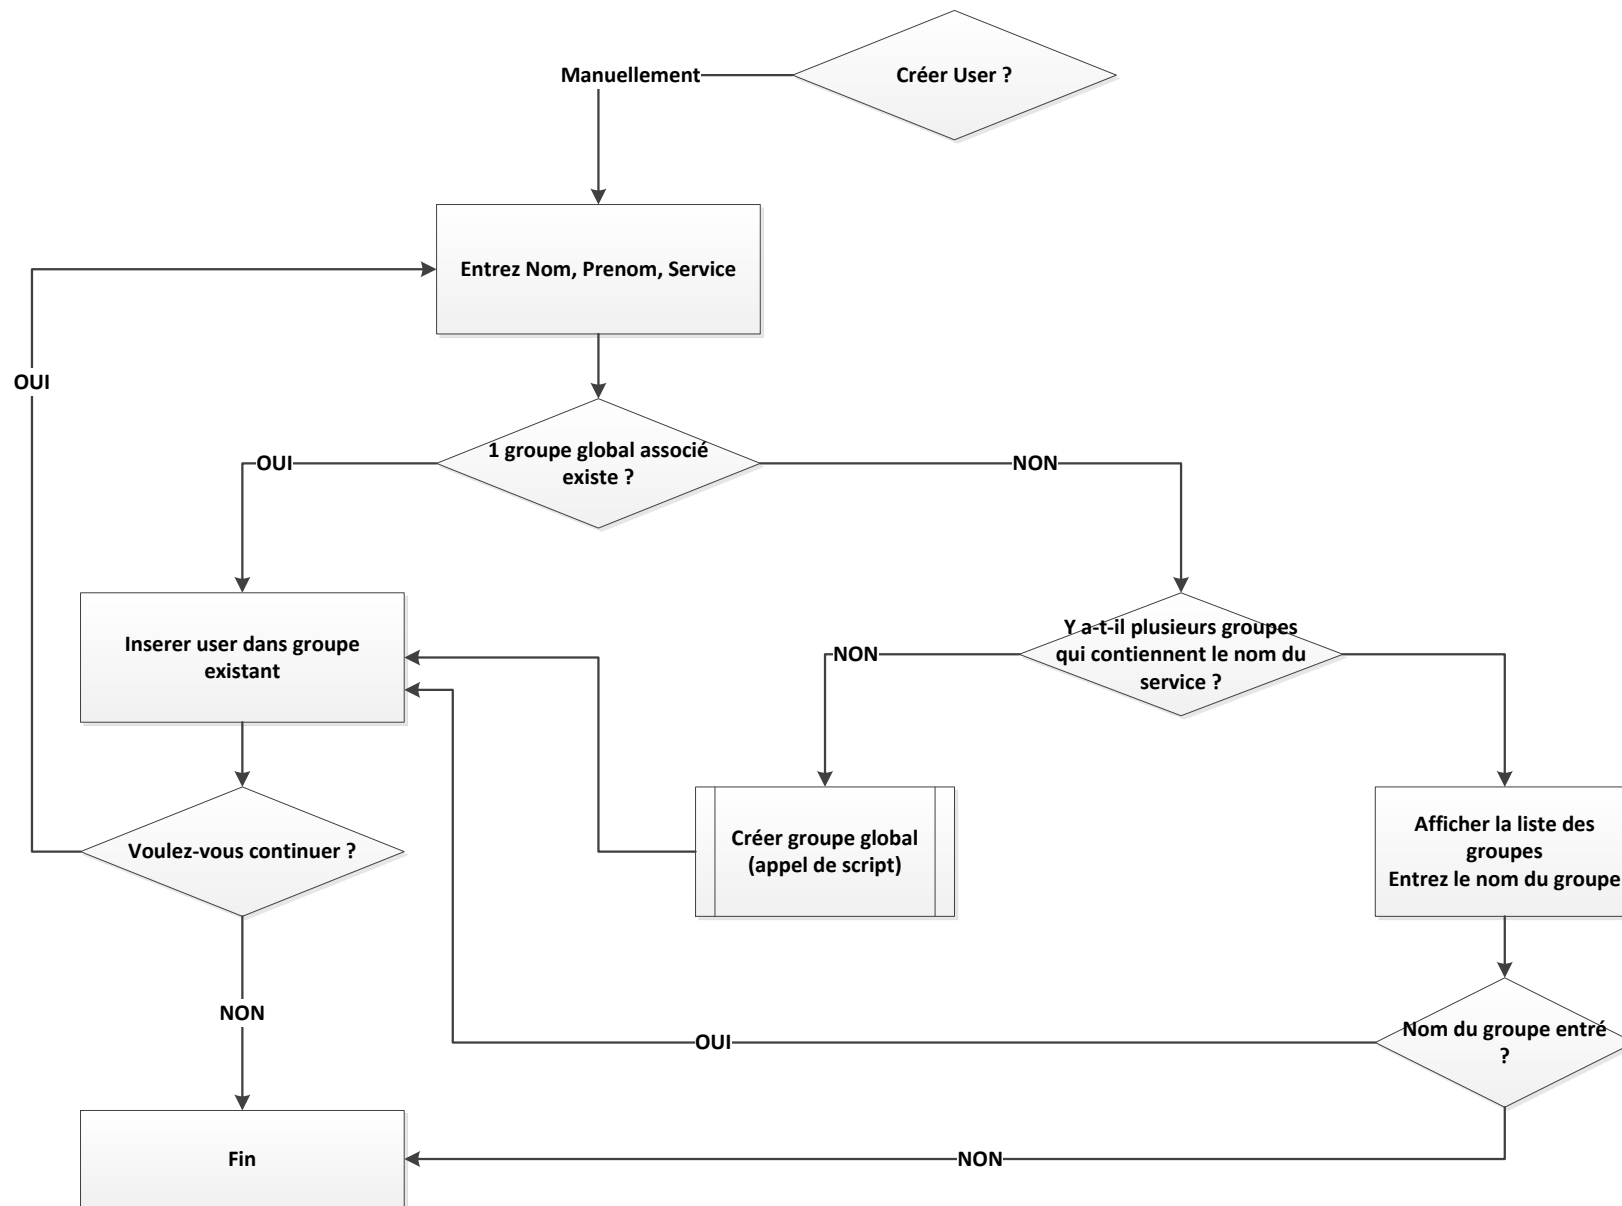 Manuellement
Créer User ?
Entrez Nom, Prenom, Service
OUI
1 groupe global associé
existe ?
OUI
NON
Inserer user dans groupe
existant
Y a-t-il plusieurs groupes
qui contiennent le nom du
service ?
NON
Voulez-vous continuer ?
Créer groupe global
(appel de script)
Afficher la liste des
groupes
Entrez le nom du groupe
NON
OUI
Nom du groupe entré
?
Fin
NON